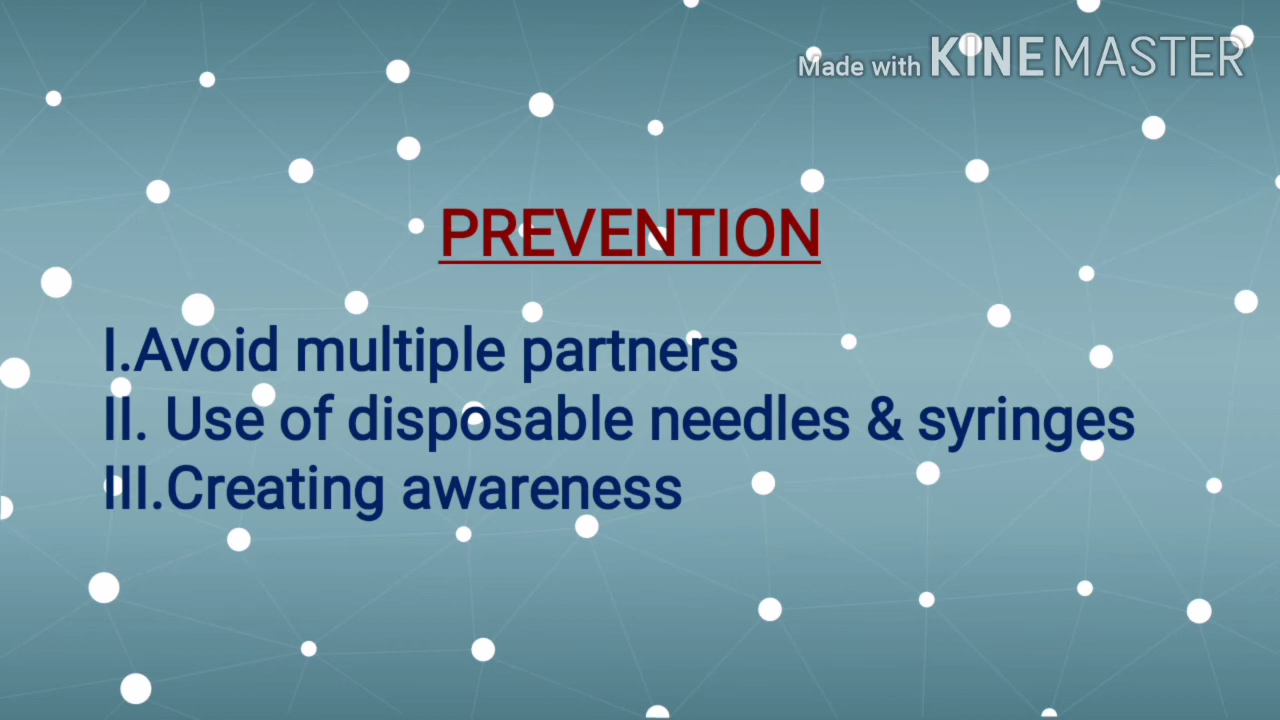 Made with KINEMASTER
PREVENTION
I.Avoid multiple partners
II. Use of disposable needles & syringes
III.Creating awareness